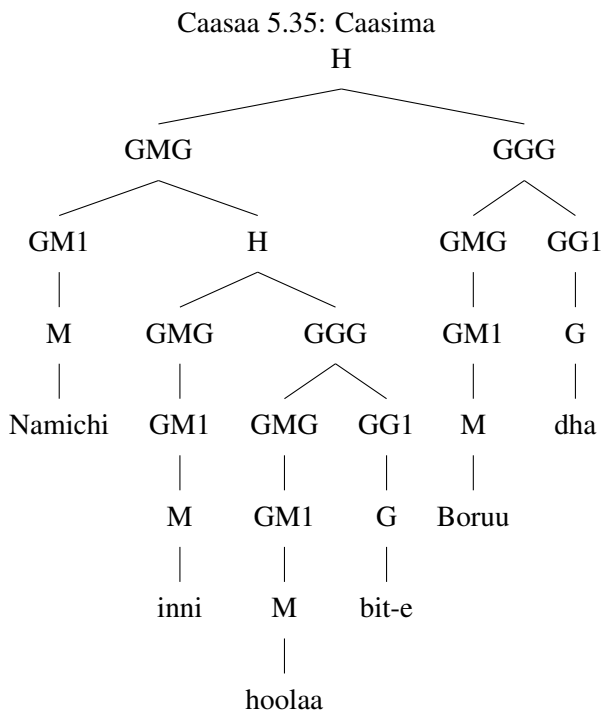 Caasaa 5.35: Caasima
H
GMG GGG
GM1 H GMG GG1
M GMG GGG GM1 G
Namichi GM1 GMG GG1 M dha
M GM1 G Boruu
inni M bit-e
hoolaa